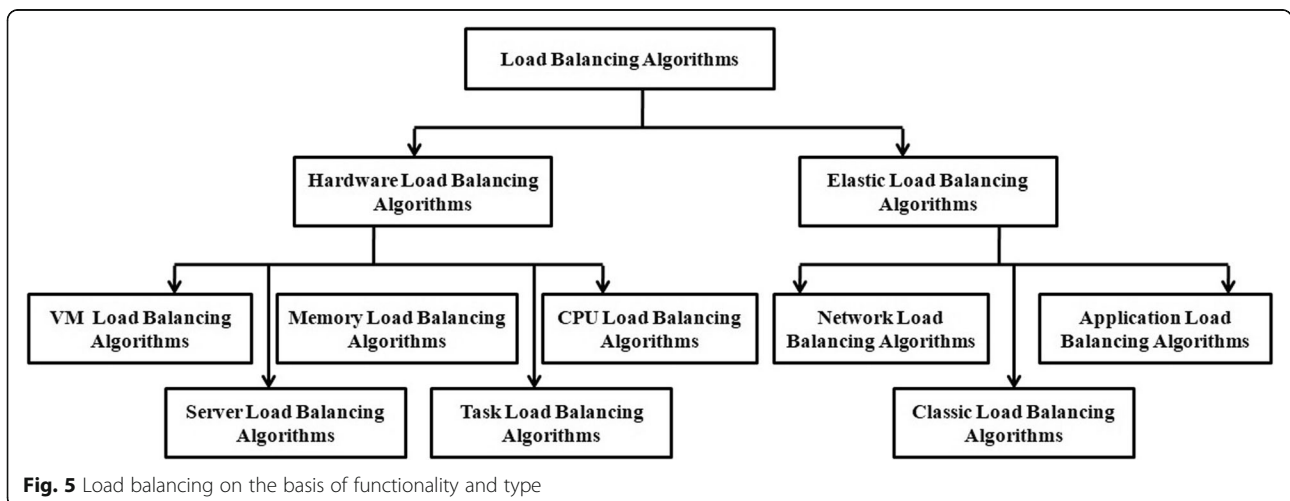 Load Balancing Algorithms
Hardware Load Balancing
Algorithms
Elastic Load Balancing
Algorithms
VM Load Balancing
Algorithms
Memory Load Balancing
Algorithms
CPU Load Balancing
Algorithms
Network Load
Balancing Algorithms
Application Load
Balancing Algorithms
Server Load Balancing
Algorithms
Task Load Balancing
Algorithms
Classic Load Balancing
Algorithms
Fig. 5 Load balancing on the basis of functionality and type